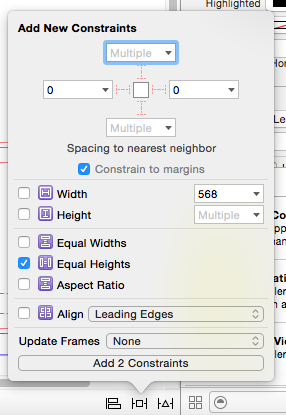 Highlighted
Add New Constraints
Multiple
0 0
Multiple
Spacing to nearest neighbor
Constrain to margins
Width 568
Height Multiple
Equal Widths
Equal Heights
Aspect Ratio
Align Leading Edges
Update Frames None
Add 2 Constraints